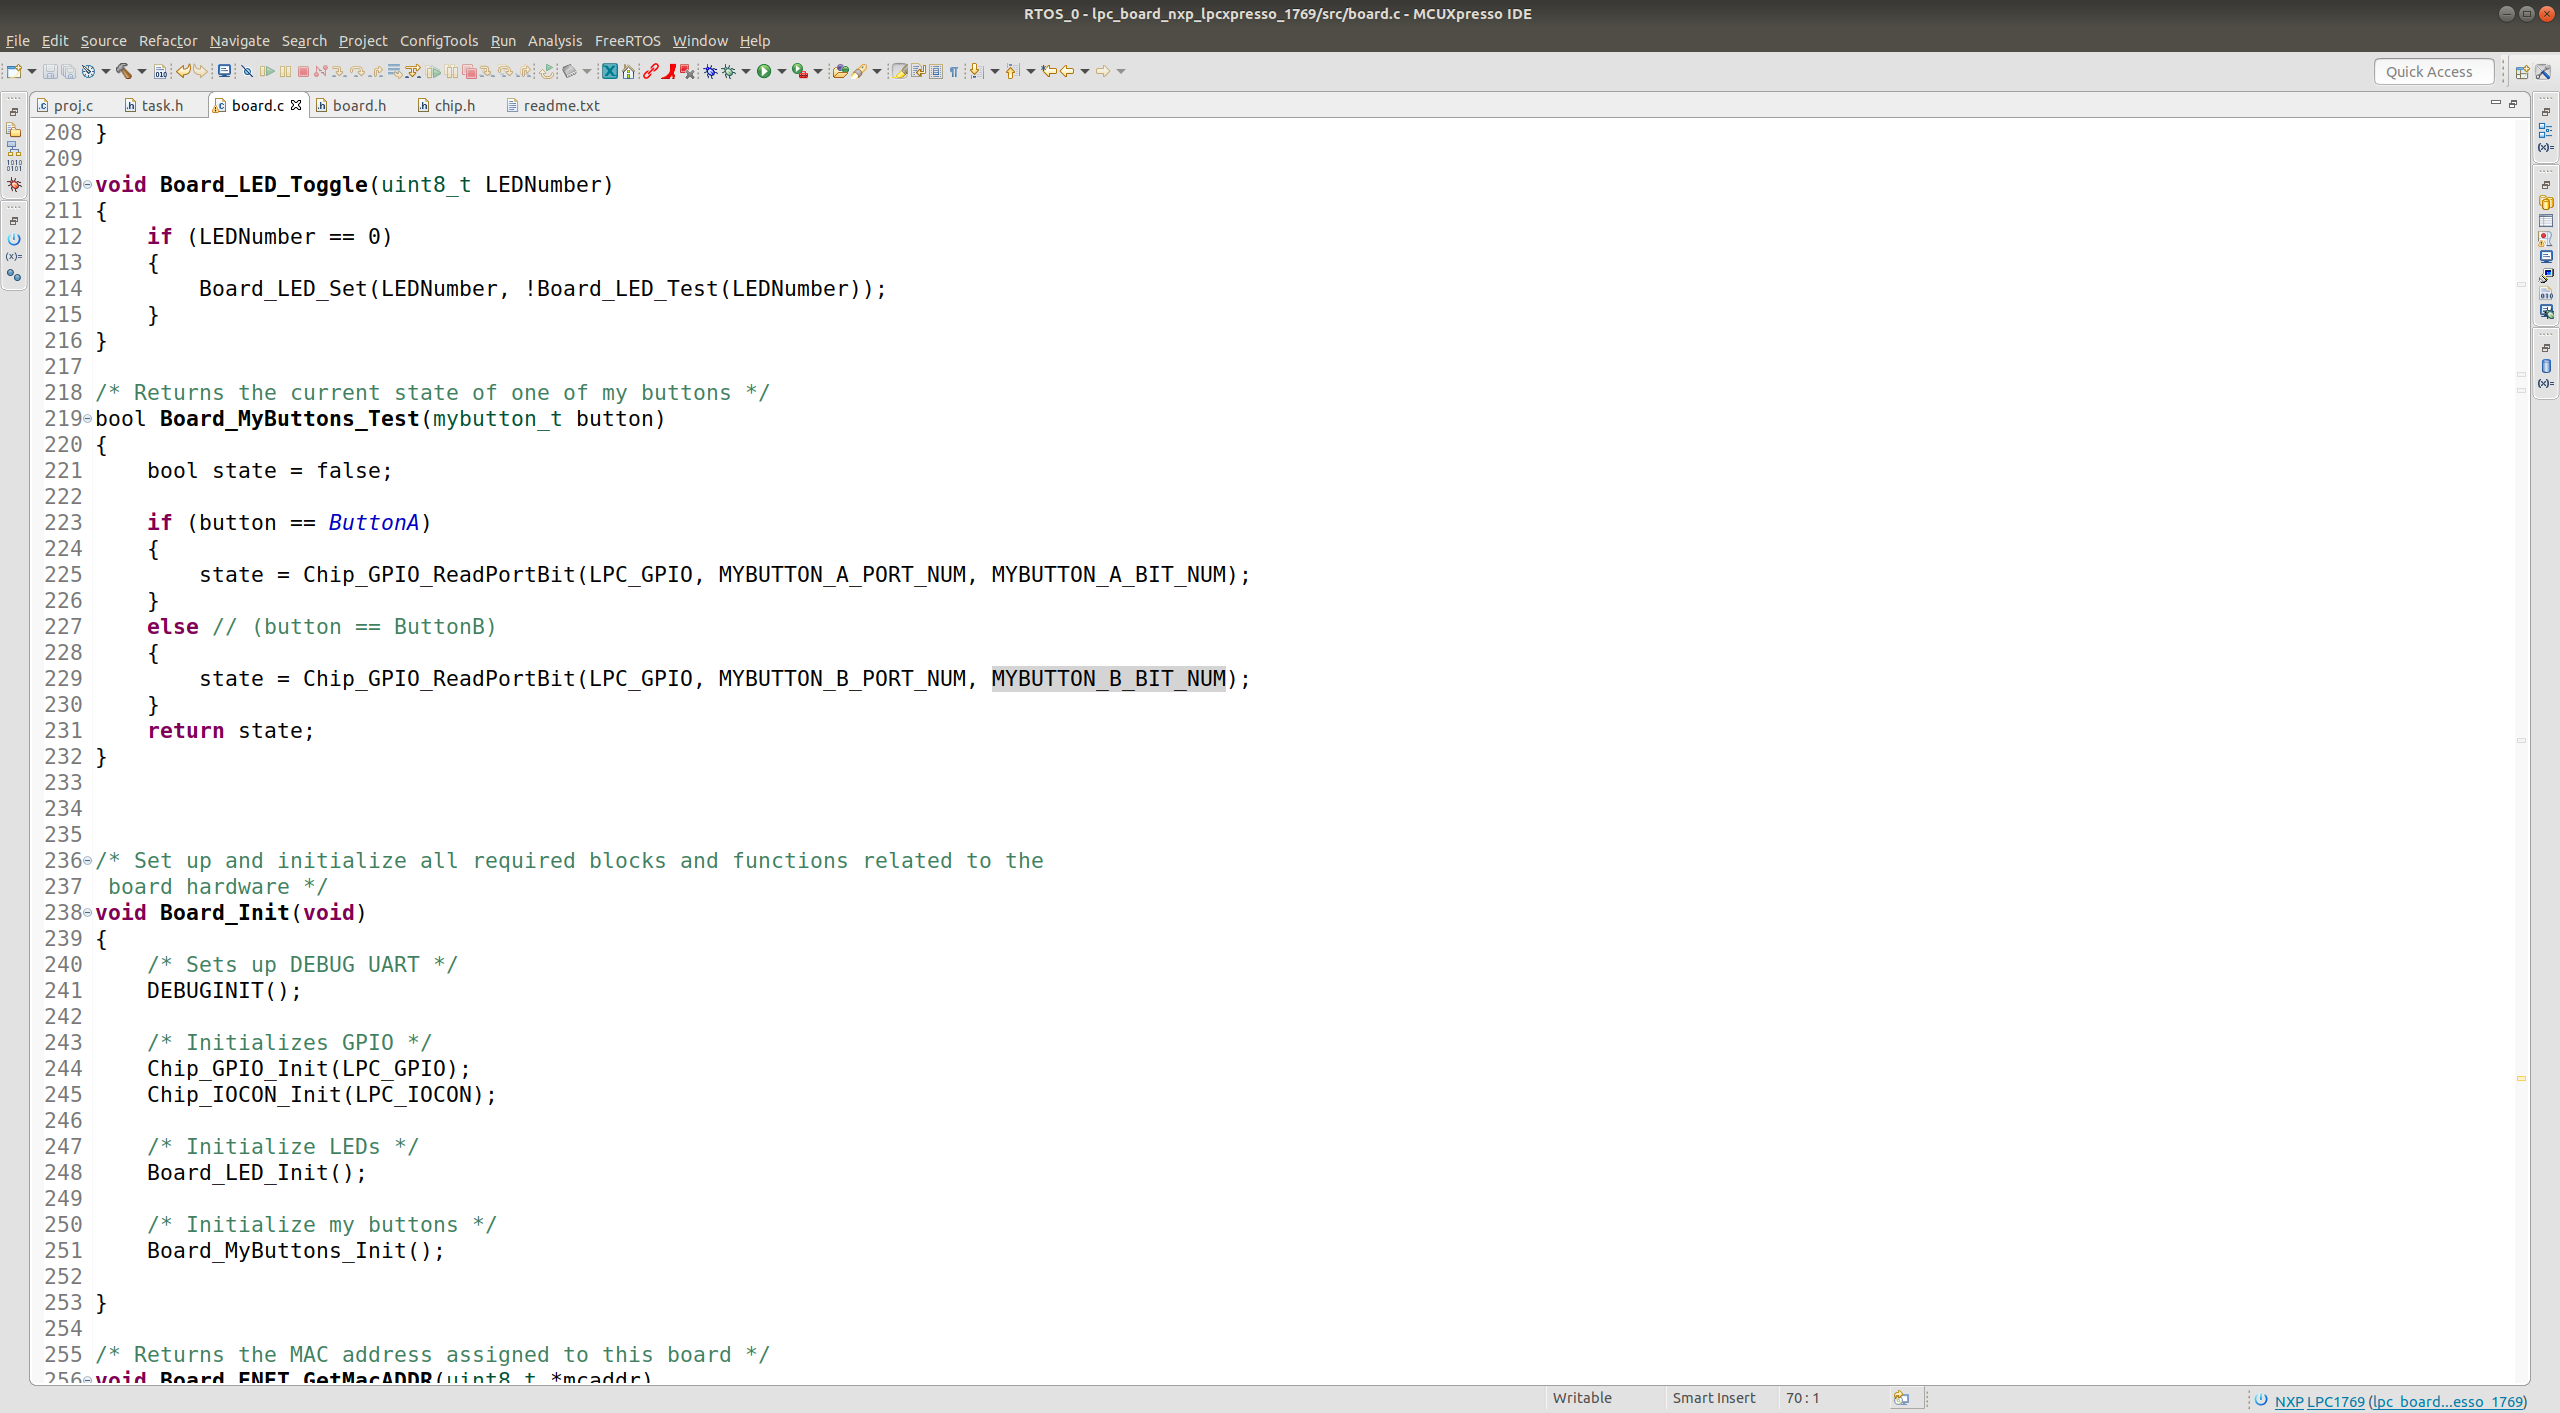 RTOS_0 - lpc_board_nxp_lpcxpresso_1769/src/board.c - MCUXpresso IDE
File Edit Source Refactor Navigate Search Project ConfigTools Run Analysis FreeRTOS Window Help
Quick Access
proj.c task.h board.c board.h chip.h readme.txt
208 }
209
210 void Board_LED_Toggle(uint8_t LEDNumber)
211 {
212     if (LEDNumber == 0)
213     {
214         Board_LED_Set(LEDNumber, !Board_LED_Test(LEDNumber));
215     }
216 }
217
218 /* Returns the current state of one of my buttons */
219 bool Board_MyButtons_Test(mybutton_t button)
220 {
221     bool state = false;
222
223     if (button == ButtonA)
224     {
225         state = Chip_GPIO_ReadPortBit(LPC_GPIO, MYBUTTON_A_PORT_NUM, MYBUTTON_A_BIT_NUM);
226     }
227     else // (button == ButtonB)
228     {
229         state = Chip_GPIO_ReadPortBit(LPC_GPIO, MYBUTTON_B_PORT_NUM, MYBUTTON_B_BIT_NUM);
230     }
231     return state;
232 }
233
234
235
236 /* Set up and initialize all required blocks and functions related to the
237  board hardware */
238 void Board_Init(void)
239 {
240     /* Sets up DEBUG UART */
241     DEBUGINIT();
242
243     /* Initializes GPIO */
244     Chip_GPIO_Init(LPC_GPIO);
245     Chip_IOCON_Init(LPC_IOCON);
246
247     /* Initialize LEDs */
248     Board_LED_Init();
249
250     /* Initialize my buttons */
251     Board_MyButtons_Init();
252
253 }
254
255 /* Returns the MAC address assigned to this board */
256 void Board_ENET_GetMacADDR(uint8_t *mcaddr)
Writable Smart Insert 70 : 1 NXP LPC1769 (lpc_board...esso_1769)